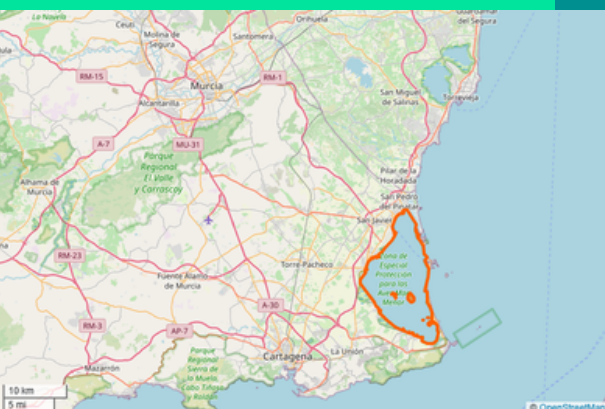 La Novela
Ceutí
Molina de
Segura
Santomera
Orihuela
Guardamar
del Segura
RM-15
Murcia
RM-1
San Miguel
de Salinas
Torrevieja
Alcantarilla
A-7
MU-31
Parque
Regional
El Valle
y Carrascoy
Pilar de la
Horadada
Alhama de
Murcia
San Pedro
del Pinatar
San Javier
RM-23
Torre-Pacheco
Zona de
Especial
Protección
para las
Aves Mar
Menor
Fuente Álamo
de Murcia
A-30
RM-3
AP-7
Cartagena
La Unión
Mazarrón
Parque
Regional
Sierra de
la Muela,
Cabo Tiñoso
y Roldán
10 km
5 mi
© OpenStreetMap